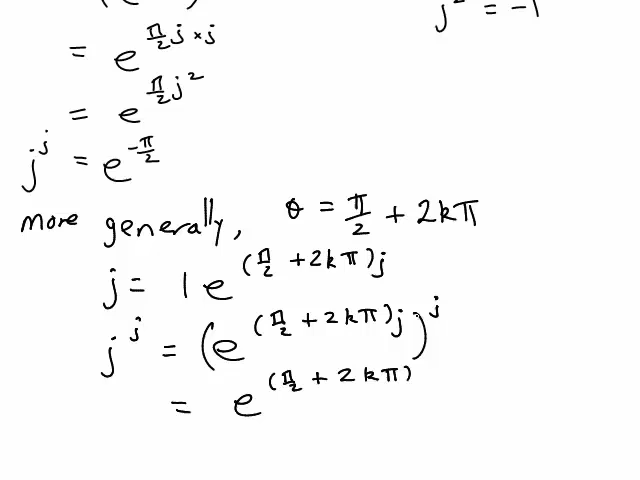 j² = -1
= e^{π/2 j × j}
= e^{π/2 j²}
j^j = e^{-π/2}
more generally, θ = π/2 + 2kπ
j = 1 e^{(π/2 + 2kπ)j}
j^j = (e^{(π/2 + 2kπ)j})^j
= e^{(π/2 + 2kπ)}